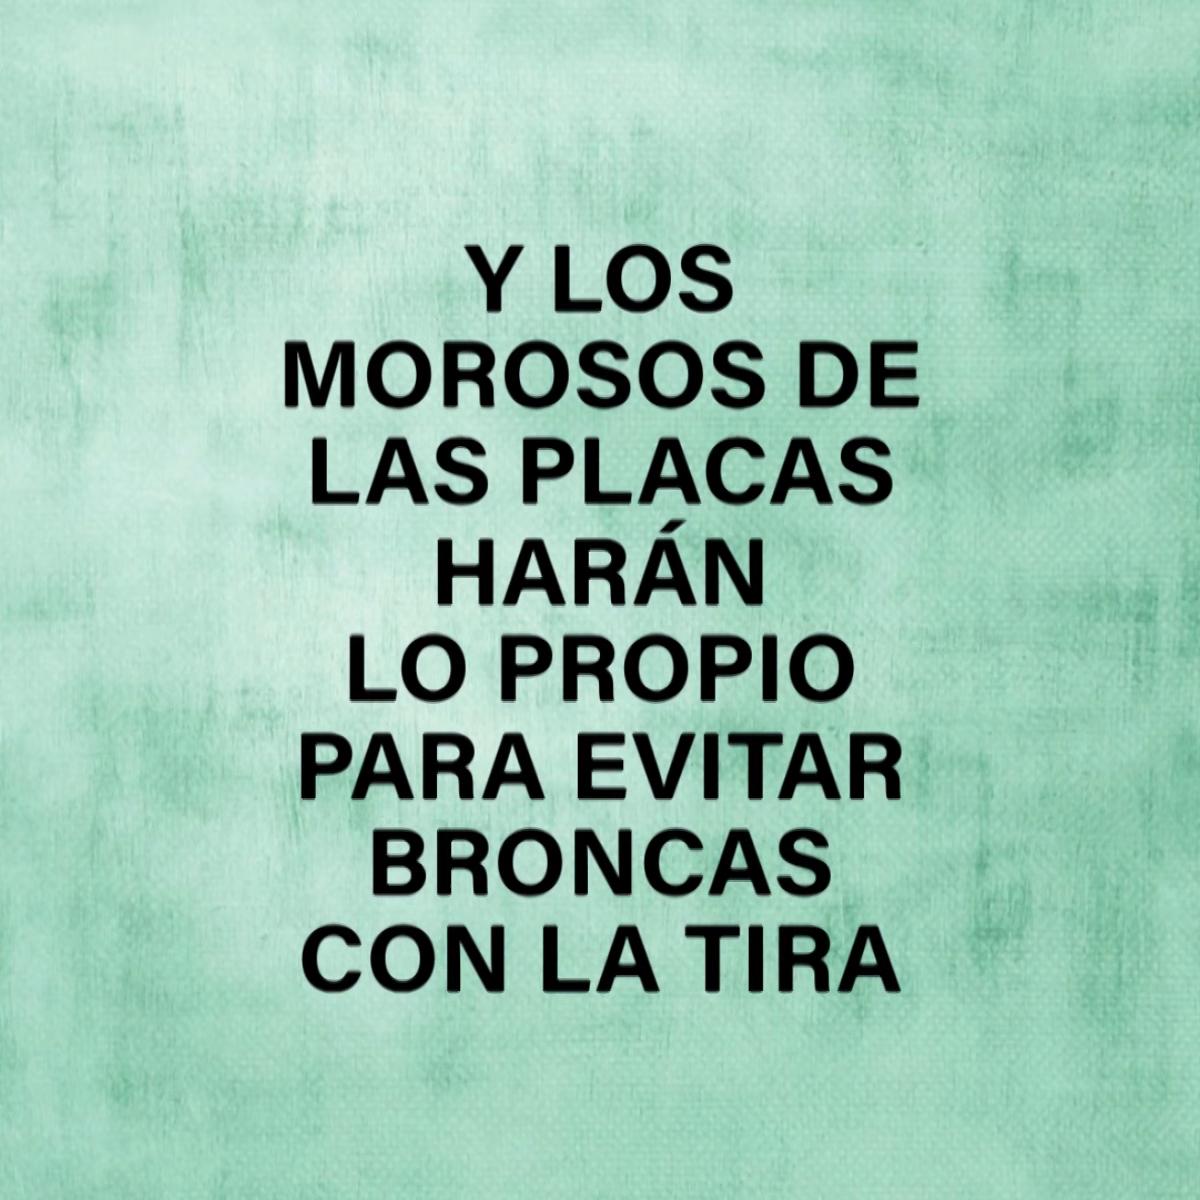 Y LOS
MOROSOS DE
LAS PLACAS
HARÁN
LO PROPIO
PARA EVITAR
BRONCAS
CON LA TIRA